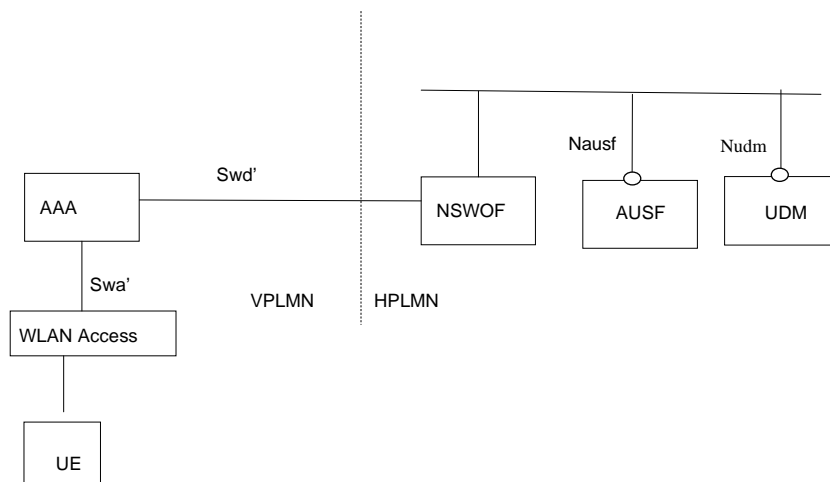 Nausf
Nudm
Swd’
AAA
NSWOF
AUSF
UDM
Swa’
VPLMN
HPLMN
WLAN Access
UE